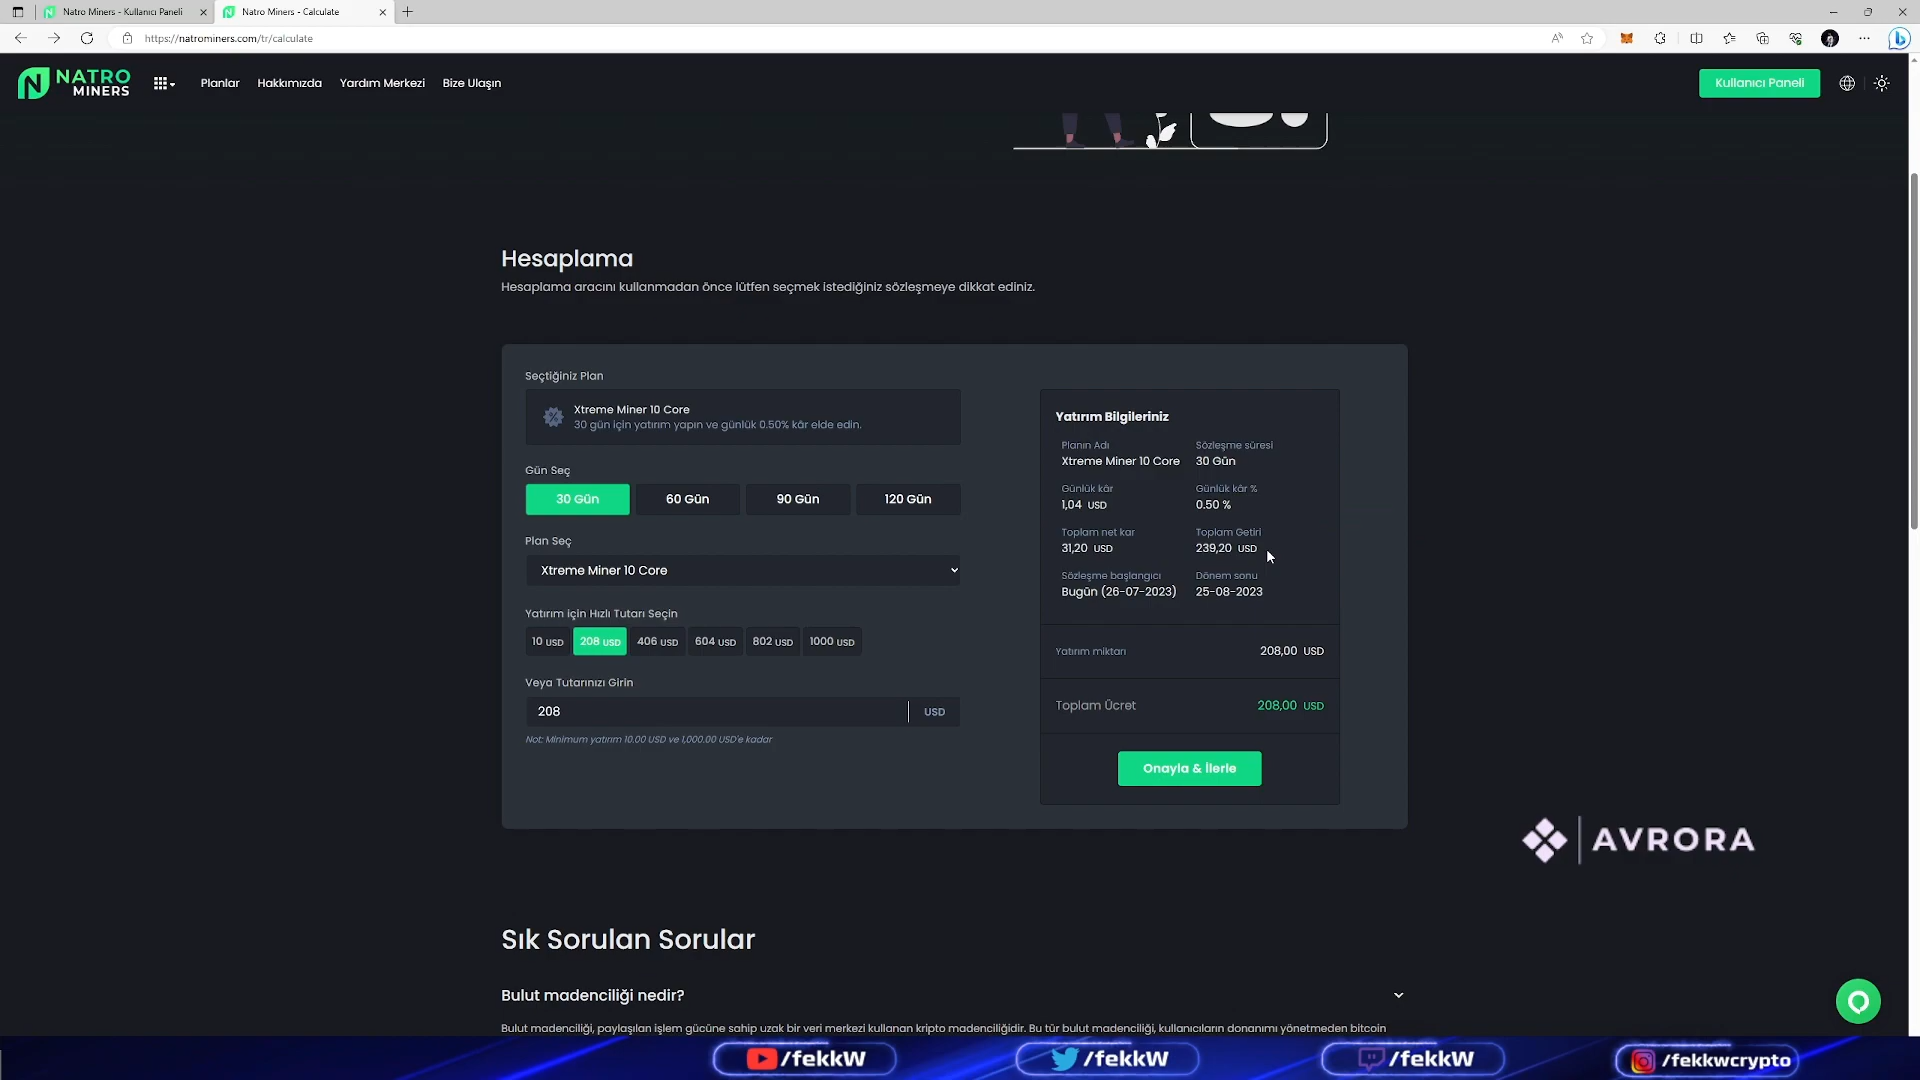 Natro Miners - Kullanıcı Paneli
Natro Miners - Calculate
https://natrominers.com/tr/calculate
NATRO MINERS
Planlar
Hakkımızda
Yardım Merkezi
Bize Ulaşın
Kullanıcı Paneli
Hesaplama
Hesaplama aracını kullanmadan önce lütfen seçmek istediğiniz sözleşmeye dikkat ediniz.
Seçtiğiniz Plan
Xtreme Miner 10 Core
30 gün için yatırım yapın ve günlük 0.50% kâr elde edin.
Gün Seç
30 Gün
60 Gün
90 Gün
120 Gün
Plan Seç
Xtreme Miner 10 Core
Yatırım için Hızlı Tutarı Seçin
10 USD
208 USD
406 USD
604 USD
802 USD
1000 USD
Veya Tutarınızı Girin
208
USD
Not: Minimum yatırım 10.00 USD ve 1,000.00 USD'e kadar
Yatırım Bilgileriniz
Planın Adı
Sözleşme süresi
Xtreme Miner 10 Core
30 Gün
Günlük kâr
Günlük kâr %
1,04 USD
0.50 %
Toplam net kar
Toplam Getiri
31,20 USD
239,20 USD
Sözleşme başlangıcı
Dönem sonu
Bugün (26-07-2023)
25-08-2023
Yatırım miktarı
208,00 USD
Toplam Ücret
208,00 USD
Onayla & İlerle
AVRORA
Sık Sorulan Sorular
Bulut madenciliği nedir?
Bulut madenciliği, paylaşılan işlem gücüne sahip uzak bir veri merkezi kullanan kripto madenciliğidir. Bu tür bulut madenciliği, kullanıcıların donanımı yönetmeden bitcoin
/fekkW
/fekkW
/fekkW
/fekkwcrypto